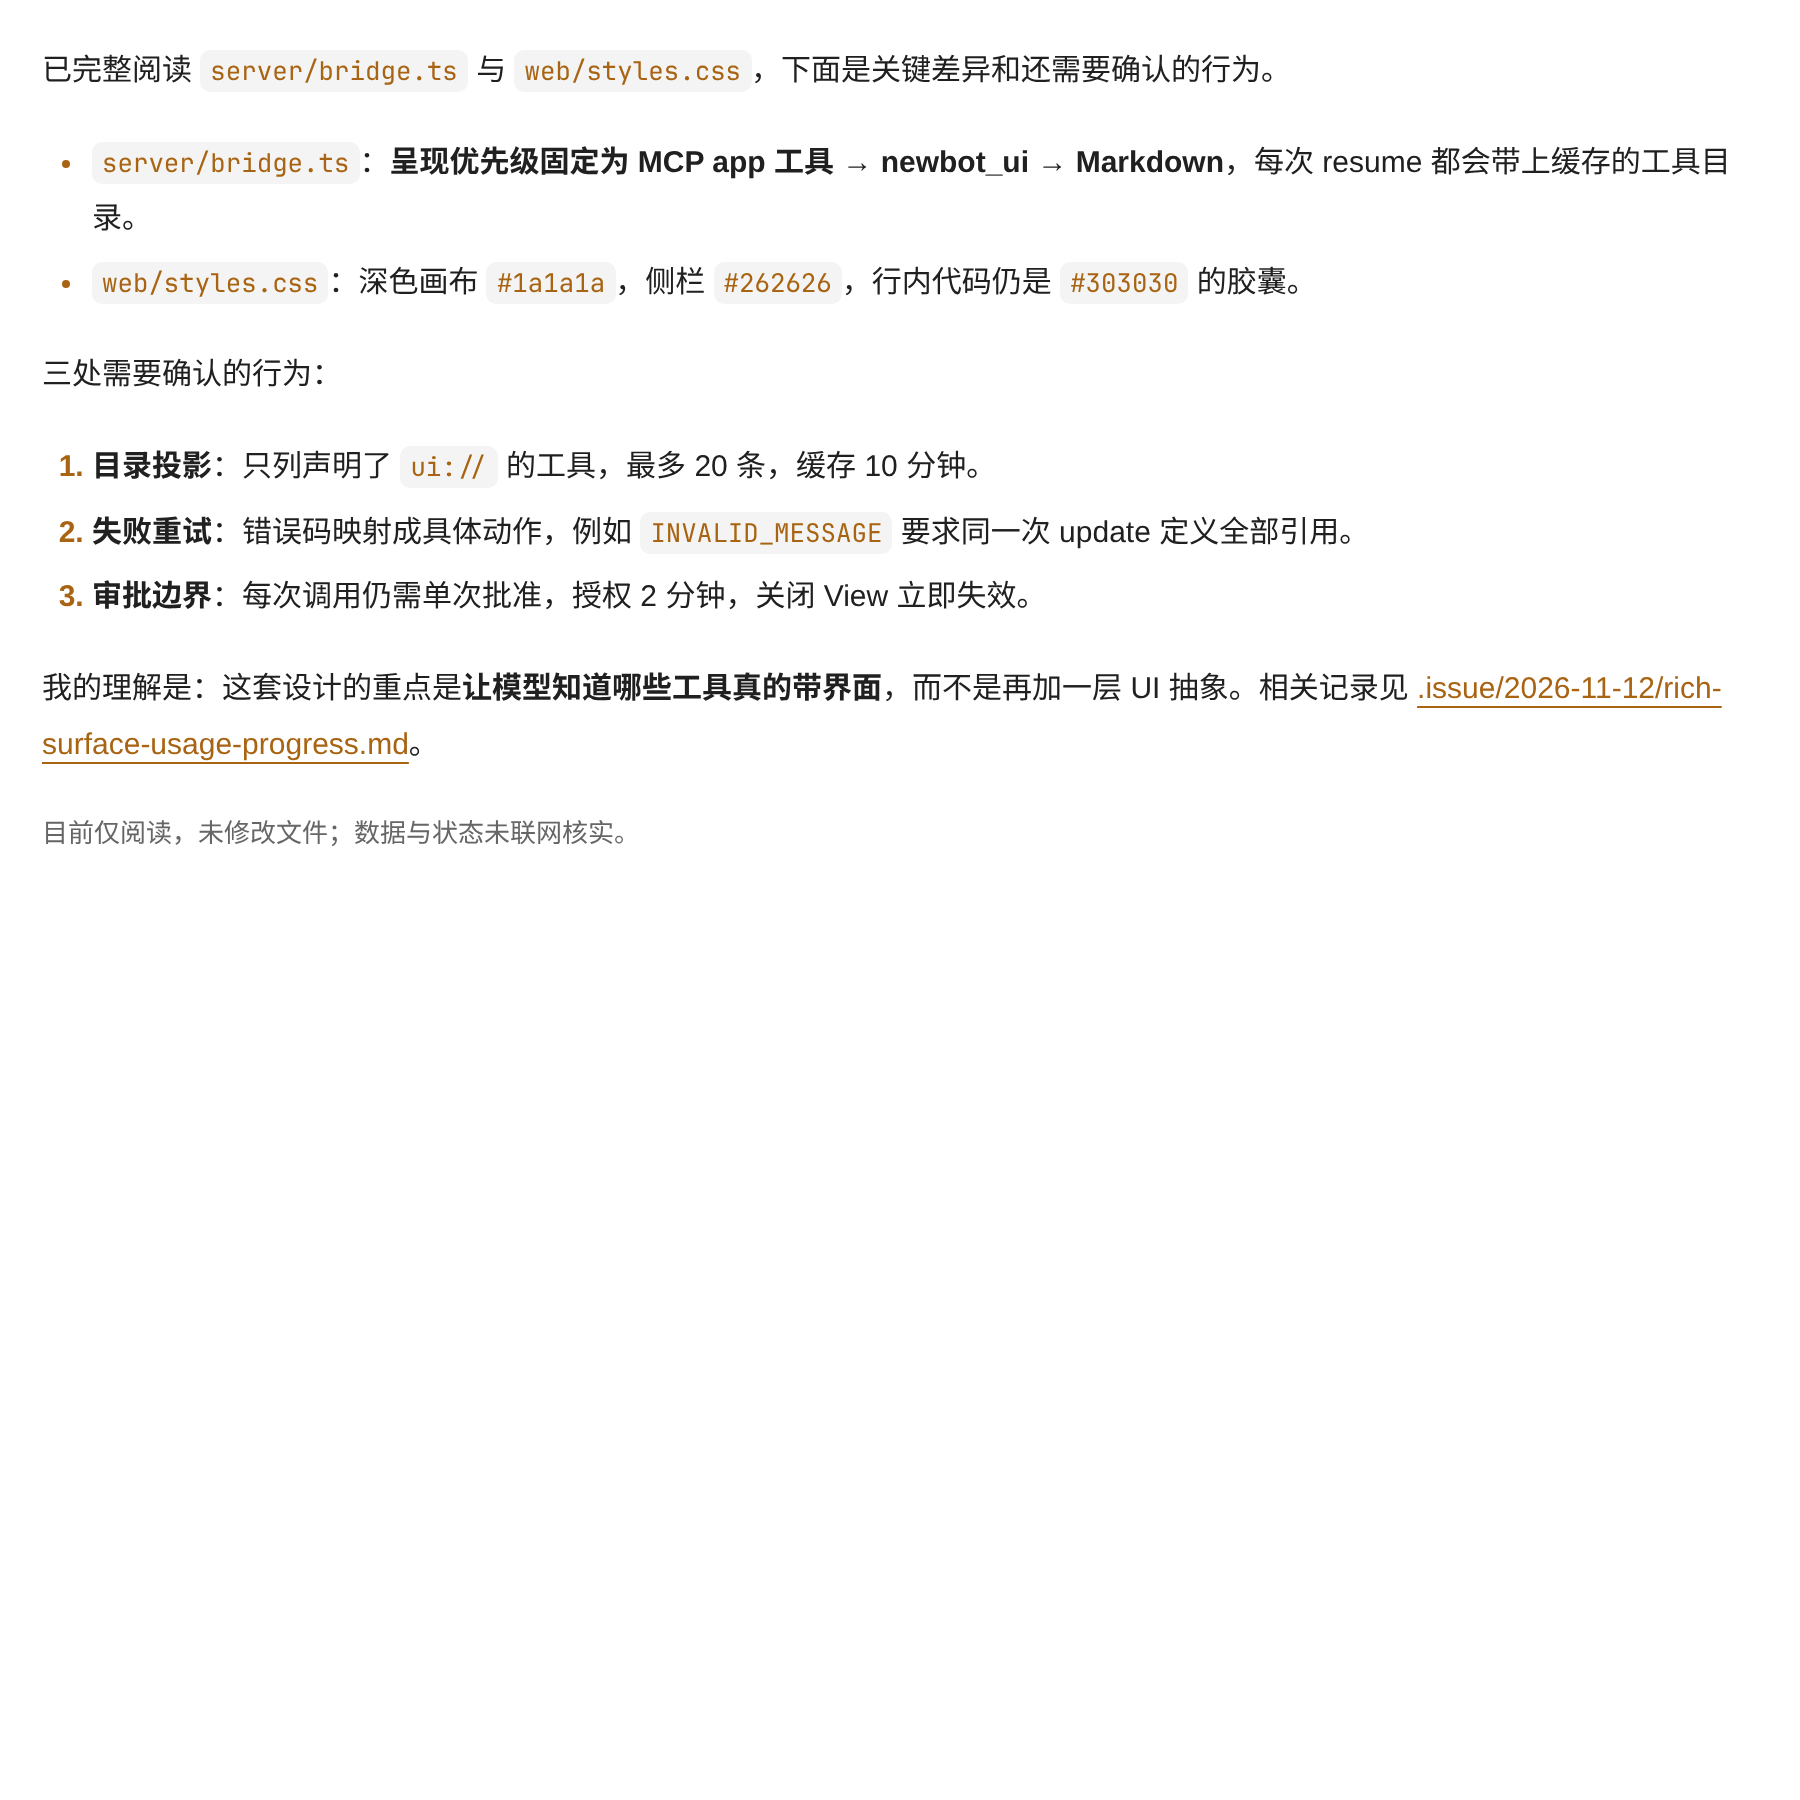 已完整阅读 server/bridge.ts 与 web/styles.css，下面是关键差异和还需要确认的行为。
• server/bridge.ts：呈现优先级固定为 MCP app 工具 → newbot_ui → Markdown，每次 resume 都会带上缓存的工具目
录。
• web/styles.css：深色画布 #1a1a1a，侧栏 #262626，行内代码仍是 #303030 的胶囊。
三处需要确认的行为：
1. 目录投影：只列声明了 ui:// 的工具，最多 20 条，缓存 10 分钟。
2. 失败重试：错误码映射成具体动作，例如 INVALID_MESSAGE 要求同一次 update 定义全部引用。
3. 审批边界：每次调用仍需单次批准，授权 2 分钟，关闭 View 立即失效。
我的理解是：这套设计的重点是让模型知道哪些工具真的带界面，而不是再加一层 UI 抽象。相关记录见 .issue/2026-11-12/rich-
surface-usage-progress.md。
目前仅阅读，未修改文件；数据与状态未联网核实。